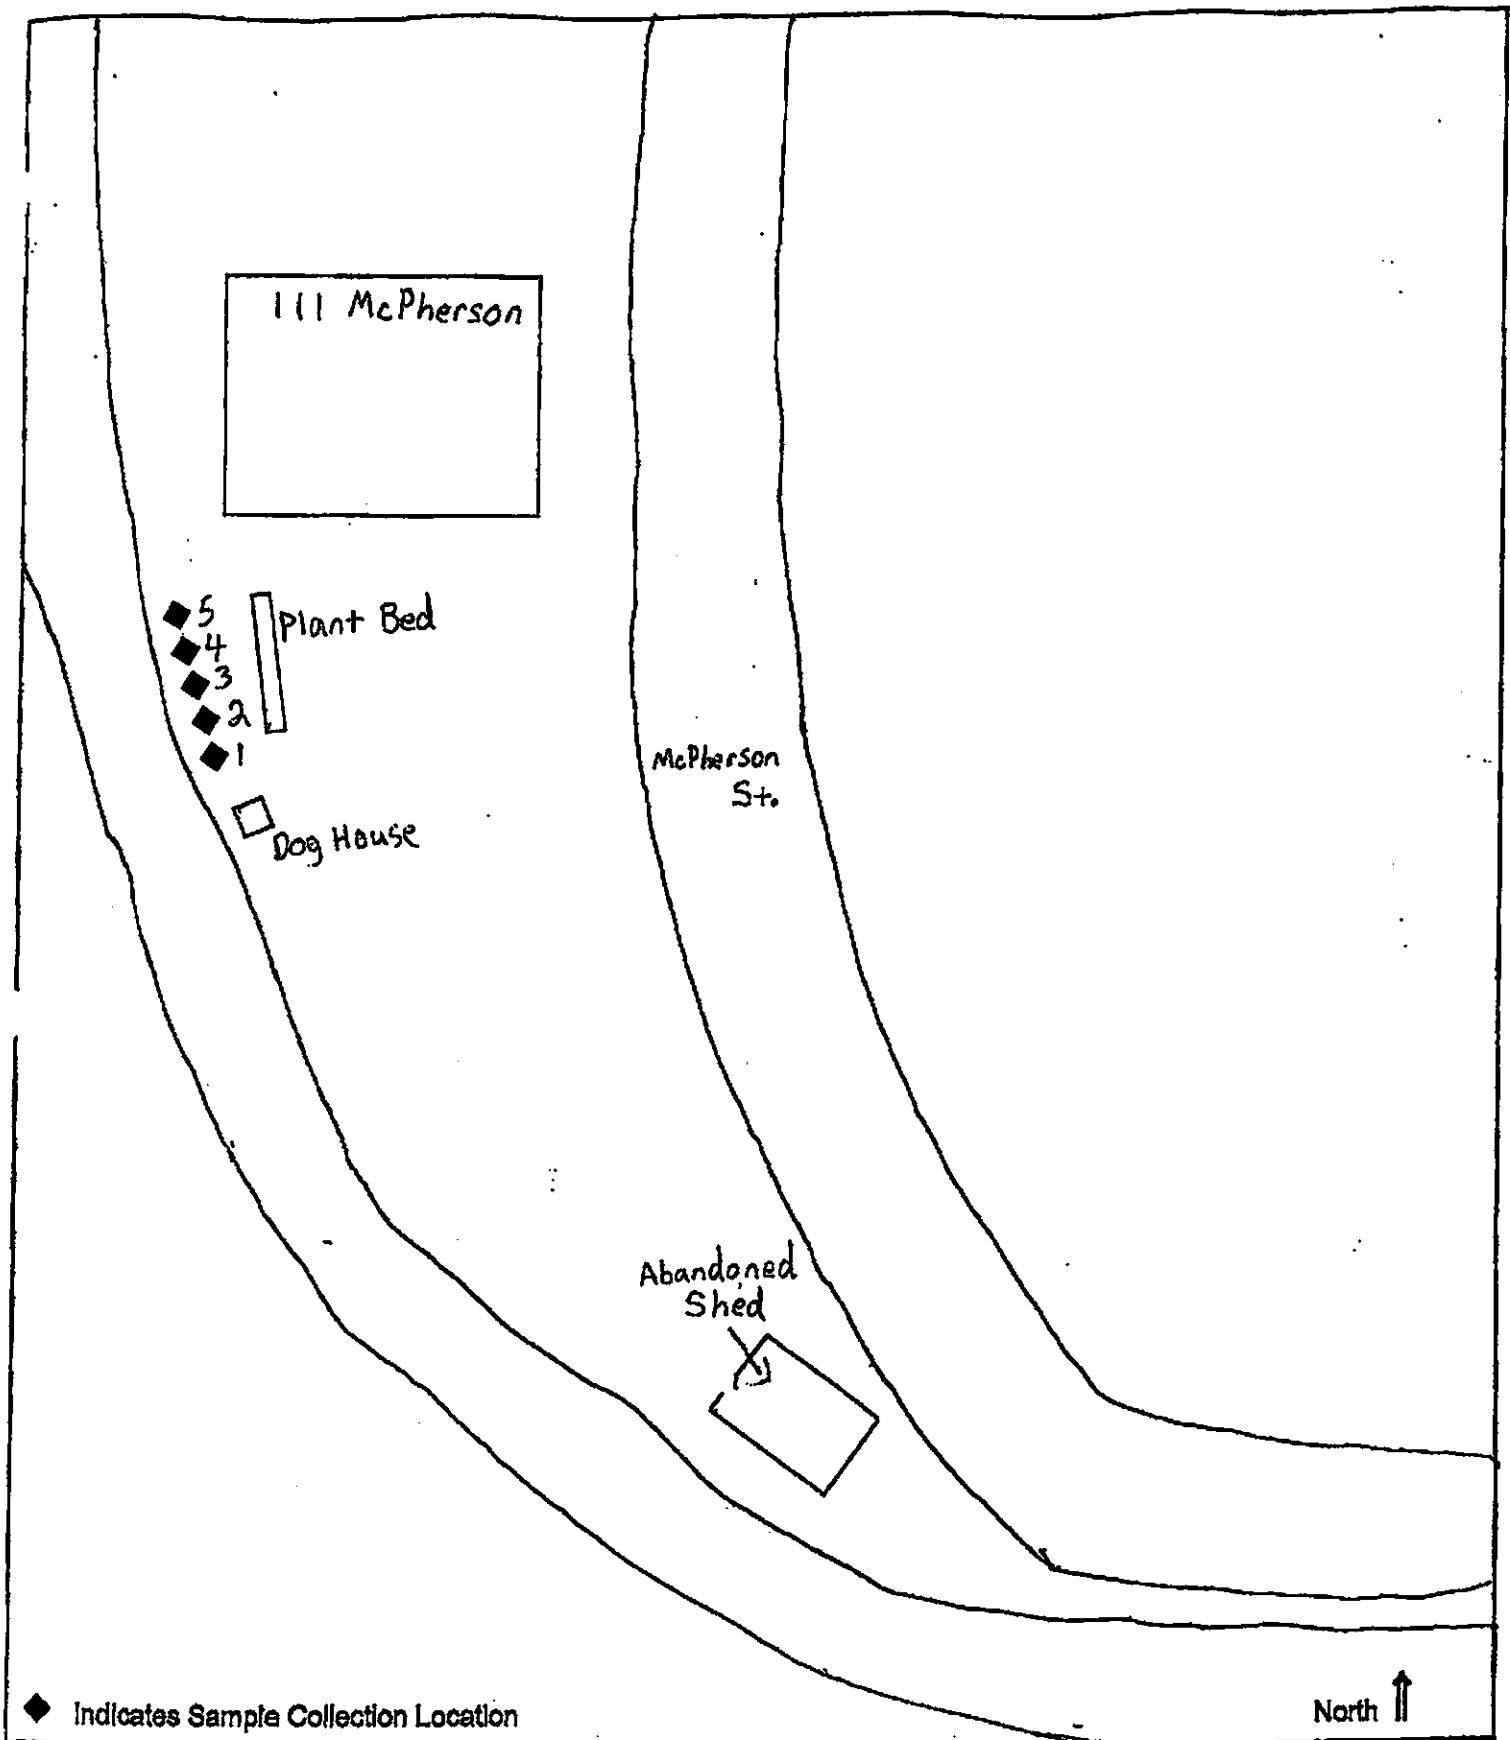 111 McPherson
5
Plant Bed
4
3
2
1
McPherson
St.
Dog House
Abandoned
Shed
Indicates Sample Collection Location
North